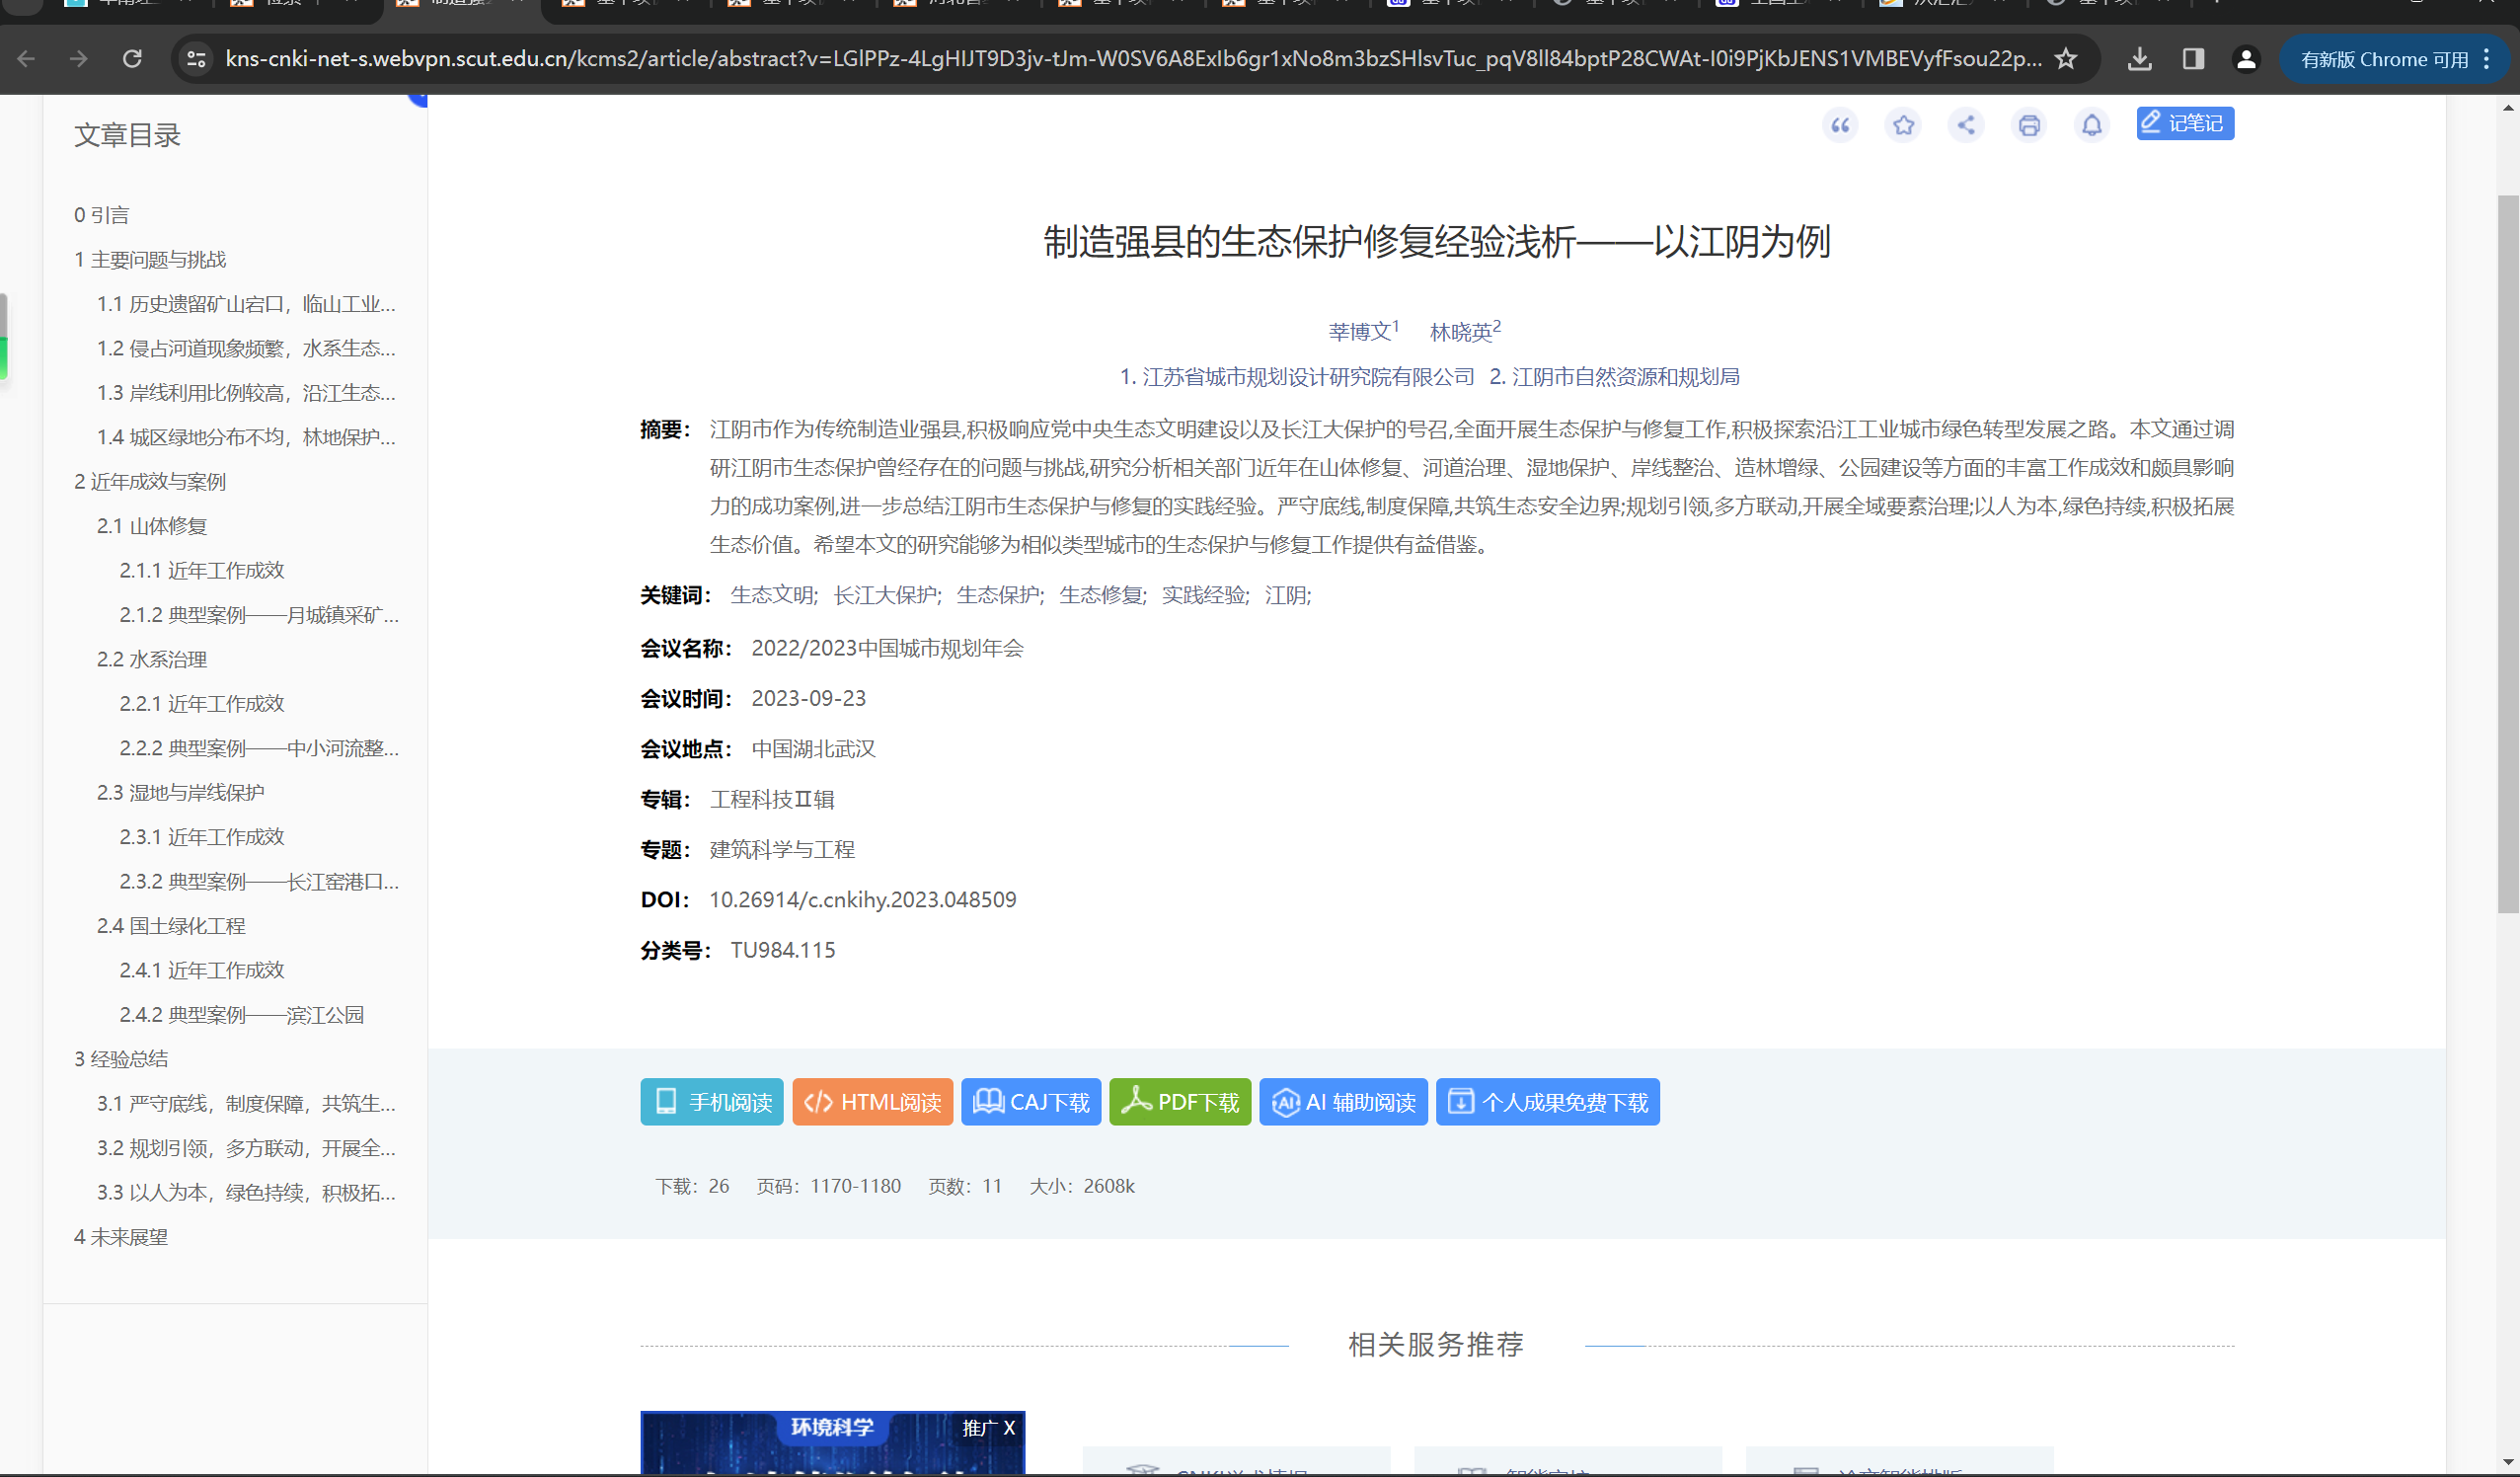 kns-cnki-net-s.webvpn.scut.edu.cn/kcms2/article/abstract?v=LGlPPz-4LgHIJT9D3jv-tJm-W0SV6A8ExIb6gr1xNo8m3bzSHlsvTuc_pqV8ll84bptP28CWAt-I0i9PjKbJENS1VMBEVyfFsou22p...
有新版 Chrome 可用
文章目录
0 引言
1 主要问题与挑战
1.1 历史遗留矿山宕口，临山工业...
1.2 侵占河道现象频繁，水系生态...
1.3 岸线利用比例较高，沿江生态...
1.4 城区绿地分布不均，林地保护...
2 近年成效与案例
2.1 山体修复
2.1.1 近年工作成效
2.1.2 典型案例——月城镇采矿...
2.2 水系治理
2.2.1 近年工作成效
2.2.2 典型案例——中小河流整...
2.3 湿地与岸线保护
2.3.1 近年工作成效
2.3.2 典型案例——长江窑港口...
2.4 国土绿化工程
2.4.1 近年工作成效
2.4.2 典型案例——滨江公园
3 经验总结
3.1 严守底线，制度保障，共筑生...
3.2 规划引领，多方联动，开展全...
3.3 以人为本，绿色持续，积极拓...
4 未来展望
记笔记
制造强县的生态保护修复经验浅析——以江阴为例
莘博文1 林晓英2
1. 江苏省城市规划设计研究院有限公司 2. 江阴市自然资源和规划局
摘要： 江阴市作为传统制造业强县,积极响应党中央生态文明建设以及长江大保护的号召,全面开展生态保护与修复工作,积极探索沿江工业城市绿色转型发展之路。本文通过调
研江阴市生态保护曾经存在的问题与挑战,研究分析相关部门近年在山体修复、河道治理、湿地保护、岸线整治、造林增绿、公园建设等方面的丰富工作成效和颇具影响
力的成功案例,进一步总结江阴市生态保护与修复的实践经验。严守底线,制度保障,共筑生态安全边界;规划引领,多方联动,开展全域要素治理;以人为本,绿色持续,积极拓展
生态价值。希望本文的研究能够为相似类型城市的生态保护与修复工作提供有益借鉴。
关键词： 生态文明; 长江大保护; 生态保护; 生态修复; 实践经验; 江阴;
会议名称： 2022/2023中国城市规划年会
会议时间： 2023-09-23
会议地点： 中国湖北武汉
专辑： 工程科技Ⅱ辑
专题： 建筑科学与工程
DOI： 10.26914/c.cnkihy.2023.048509
分类号： TU984.115
手机阅读 HTML阅读 CAJ下载 PDF下载 AI 辅助阅读 个人成果免费下载
下载：26 页码：1170-1180 页数：11 大小：2608k
相关服务推荐
环境科学
推广 X